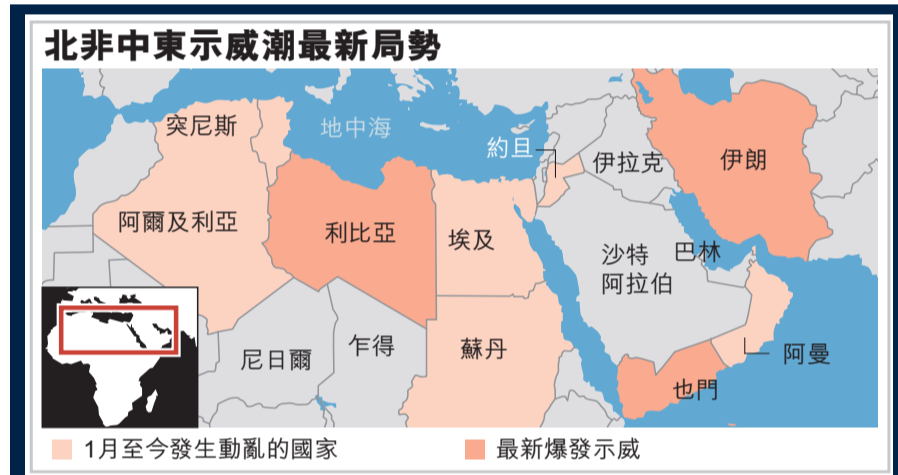 北非中東示威潮最新局勢
突尼斯
地中海
約旦
伊拉克
伊朗
阿爾及利亞
利比亞
埃及
沙特
阿拉伯
巴林
尼日爾
乍得
蘇丹
阿曼
也門
1月至今發生動亂的國家
最新爆發示威